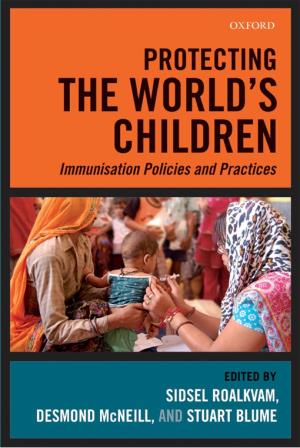 OXFORD
PROTECTING
THE WORLD'S
CHILDREN
Immunisation Policies and Practices
EDITED BY
SIDSEL ROALKVAM,
DESMOND McNEILL, AND STUART BLUME